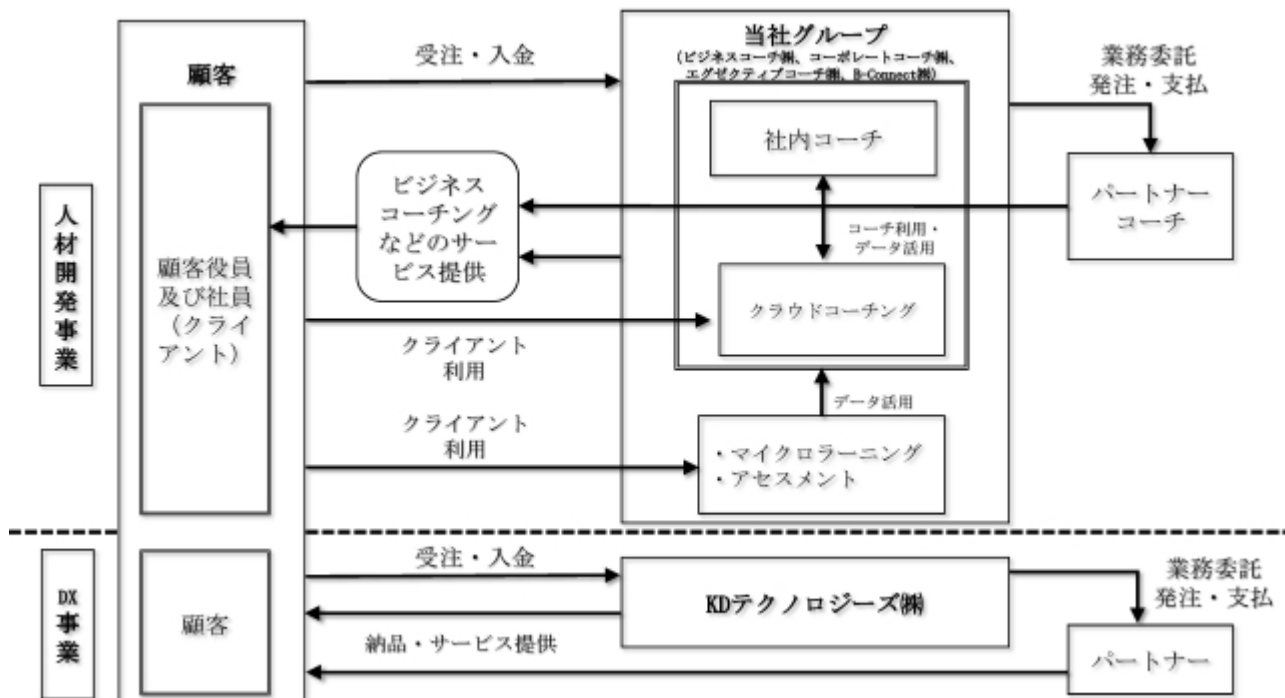 当社グループ
(ビジネスコーチ㈱、コーポレートコーチ㈱、
エグゼクティブコーチ㈱、B-Connect㈱)
顧客
受注・入金
業務委託
発注・支払
社内コーチ
ビジネス
コーチング
などのサー
ビス提供
パートナー
コーチ
コーチ利用・
データ活用
人材開発事業
顧客役員
及び社員
(クライ
アント)
クラウドコーチング
クライアント
利用
データ活用
クライアント
利用
・マイクロラーニング
・アセスメント
DX
事業
顧客
受注・入金
KDテクノロジーズ㈱
業務委託
発注・支払
納品・サービス提供
パートナー